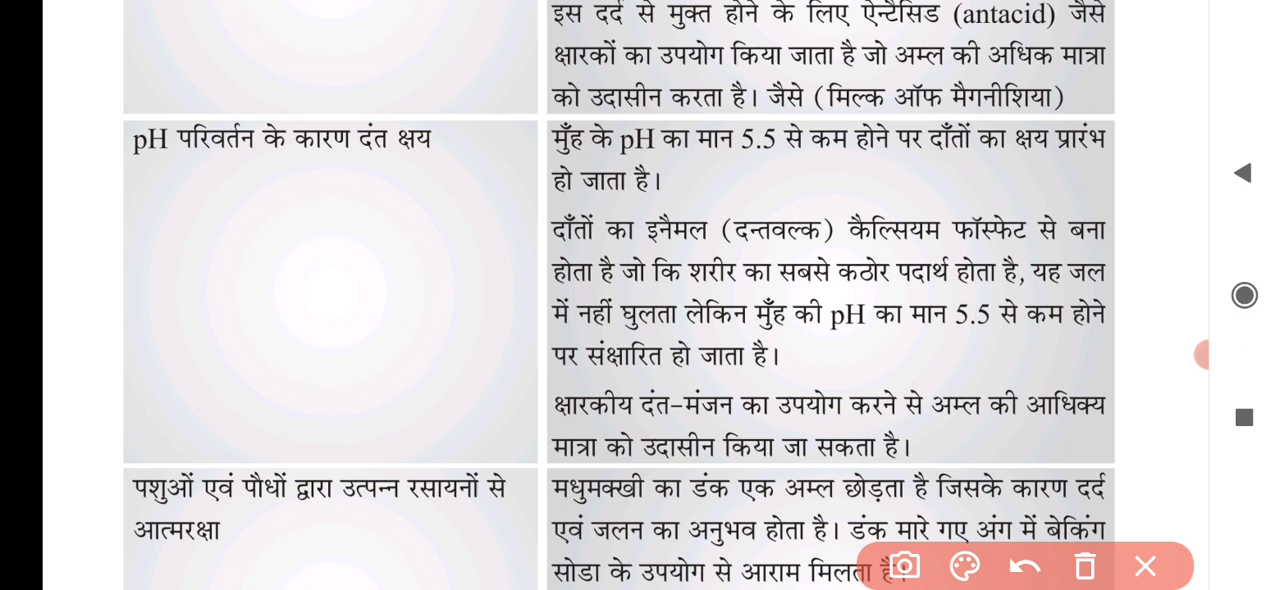 इस दर्द से मुक्त होने के लिए ऐन्टैसिड (antacid) जैसे
क्षारकों का उपयोग किया जाता है जो अम्ल की अधिक मात्रा
को उदासीन करता है। जैसे (मिल्क ऑफ मैगनीशिया)
pH परिवर्तन के कारण दंत क्षय
मुँह के pH का मान 5.5 से कम होने पर दाँतों का क्षय प्रारंभ
हो जाता है।
दाँतों का इनैमल (दन्तवल्क) कैल्सियम फॉस्फेट से बना
होता है जो कि शरीर का सबसे कठोर पदार्थ होता है, यह जल
में नहीं घुलता लेकिन मुँह की pH का मान 5.5 से कम होने
पर संक्षारित हो जाता है।
क्षारकीय दंत-मंजन का उपयोग करने से अम्ल की आधिक्य
मात्रा को उदासीन किया जा सकता है।
पशुओं एवं पौधों द्वारा उत्पन्न रसायनों से
आत्मरक्षा
मधुमक्खी का डंक एक अम्ल छोड़ता है जिसके कारण दर्द
एवं जलन का अनुभव होता है। डंक मारे गए अंग में बेकिंग
सोडा के उपयोग से आराम मिलता है।